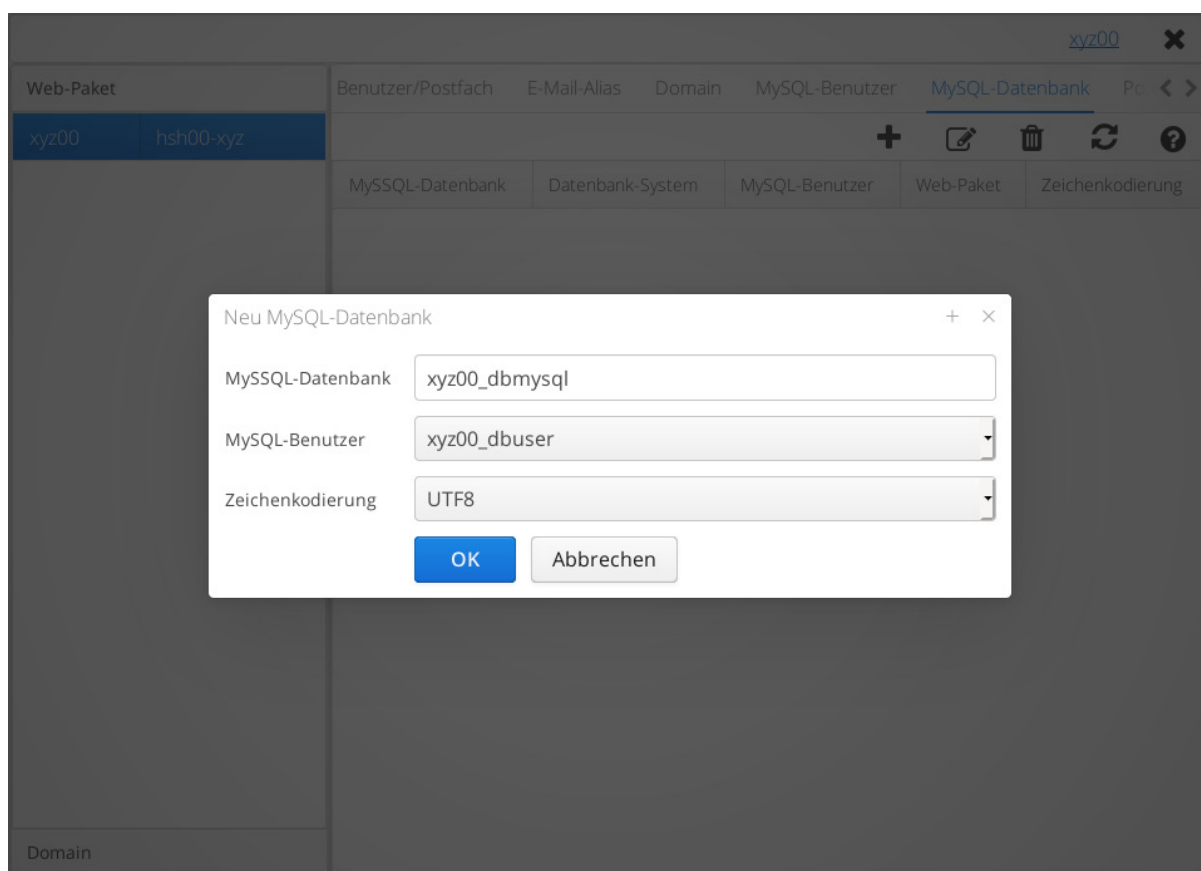 xyz00
Web-Paket
Benutzer/Postfach E-Mail-Alias Domain MySQL-Benutzer MySQL-Datenbank Po
xyz00 hsh00-xyz
MySSQL-Datenbank Datenbank-System MySQL-Benutzer Web-Paket Zeichenkodierung
Neu MySQL-Datenbank
MySSQL-Datenbank xyz00_dbmysql
MySQL-Benutzer xyz00_dbuser
Zeichenkodierung UTF8
OK Abbrechen
Domain